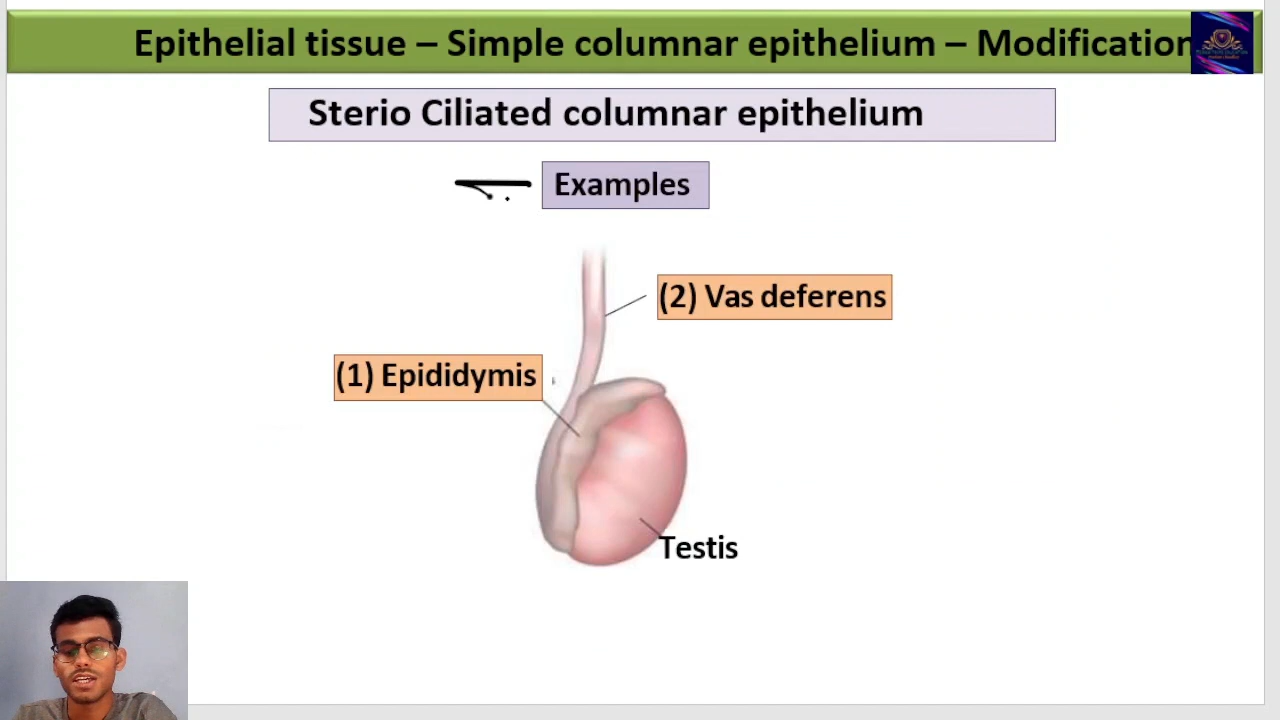 Epithelial tissue – Simple columnar epithelium – Modification
Sterio Ciliated columnar epithelium
Examples
(2) Vas deferens
(1) Epididymis
Testis